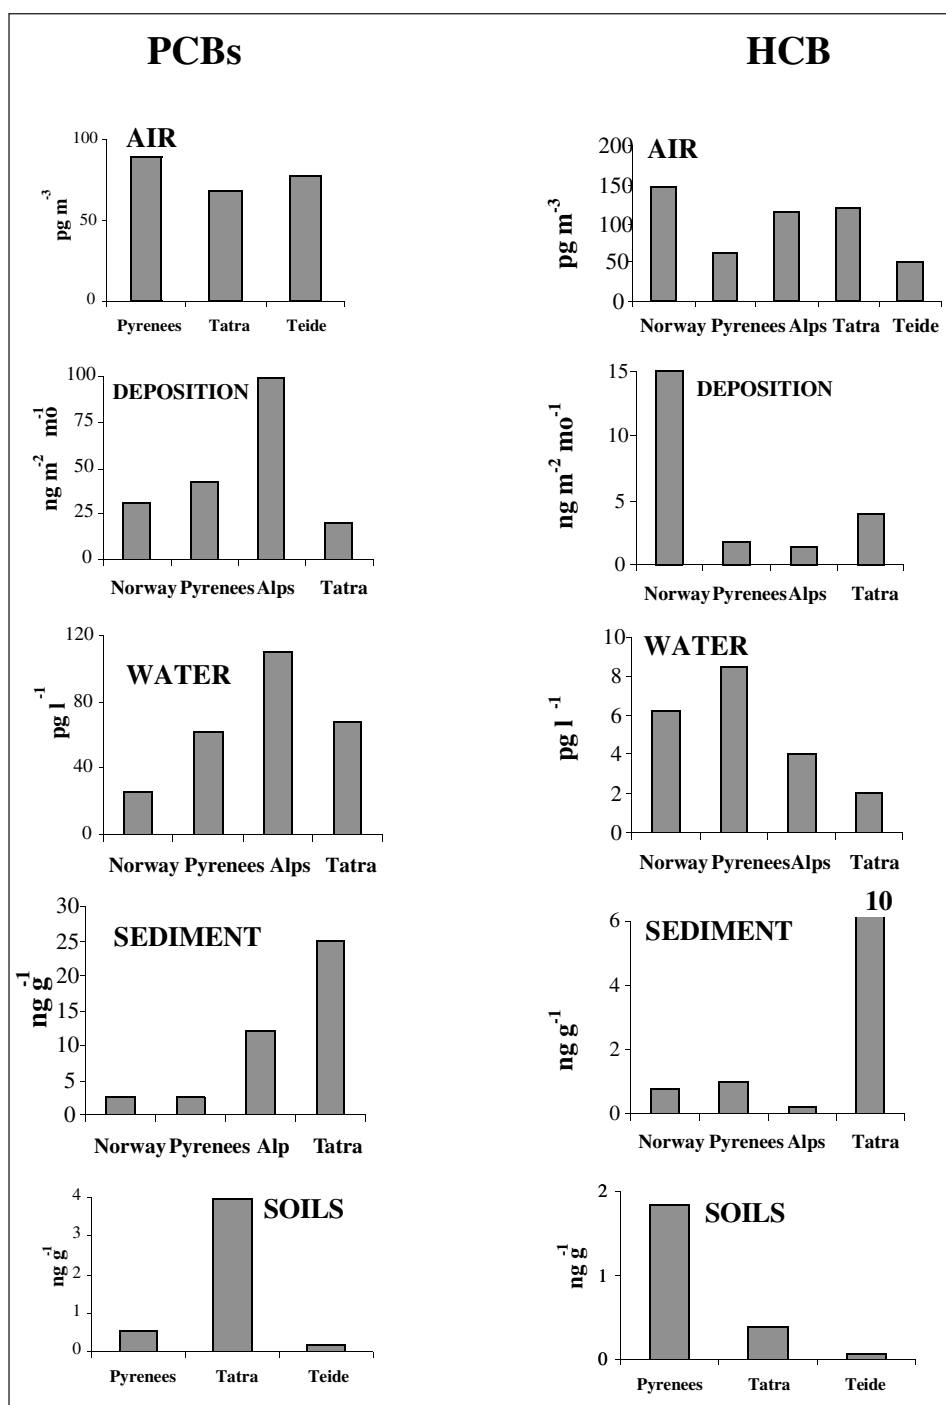 PCBs
HCB
AIR
100
50
0
pg m-3
Pyrenees Tatra Teide
AIR
200
150
100
50
0
pg m-3
Norway Pyrenees Alps Tatra Teide
DEPOSITION
100
75
50
25
0
ng m-2 mo-1
Norway Pyrenees Alps Tatra
DEPOSITION
15
10
5
0
ng m-2 mo-1
Norway Pyrenees Alps Tatra
WATER
120
80
40
0
pg l-1
Norway Pyrenees Alps Tatra
WATER
10
8
6
4
2
0
pg l-1
Norway Pyrenees Alps Tatra
SEDIMENT
30
25
20
15
10
5
0
ng g-1
Norway Pyrenees Alp Tatra
SEDIMENT
10
6
4
2
0
ng g-1
Norway Pyrenees Alps Tatra
SOILS
4
3
2
1
0
ng g-1
Pyrenees Tatra Teide
SOILS
2
1
0
ng g-1
Pyrenees Tatra Teide